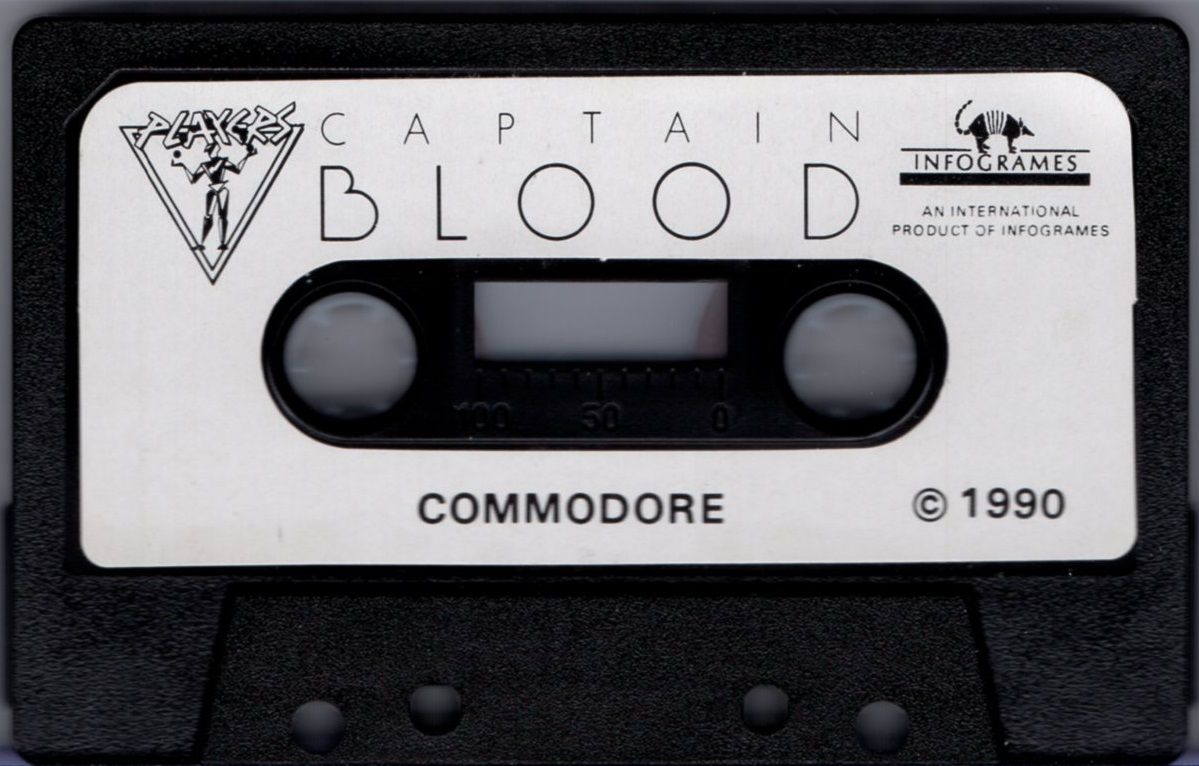 PLAYERS
CAPTAIN
BLOOD
INFOGRAMES
AN INTERNATIONAL
PRODUCT OF INFOGRAMES
100 50 0
COMMODORE
© 1990